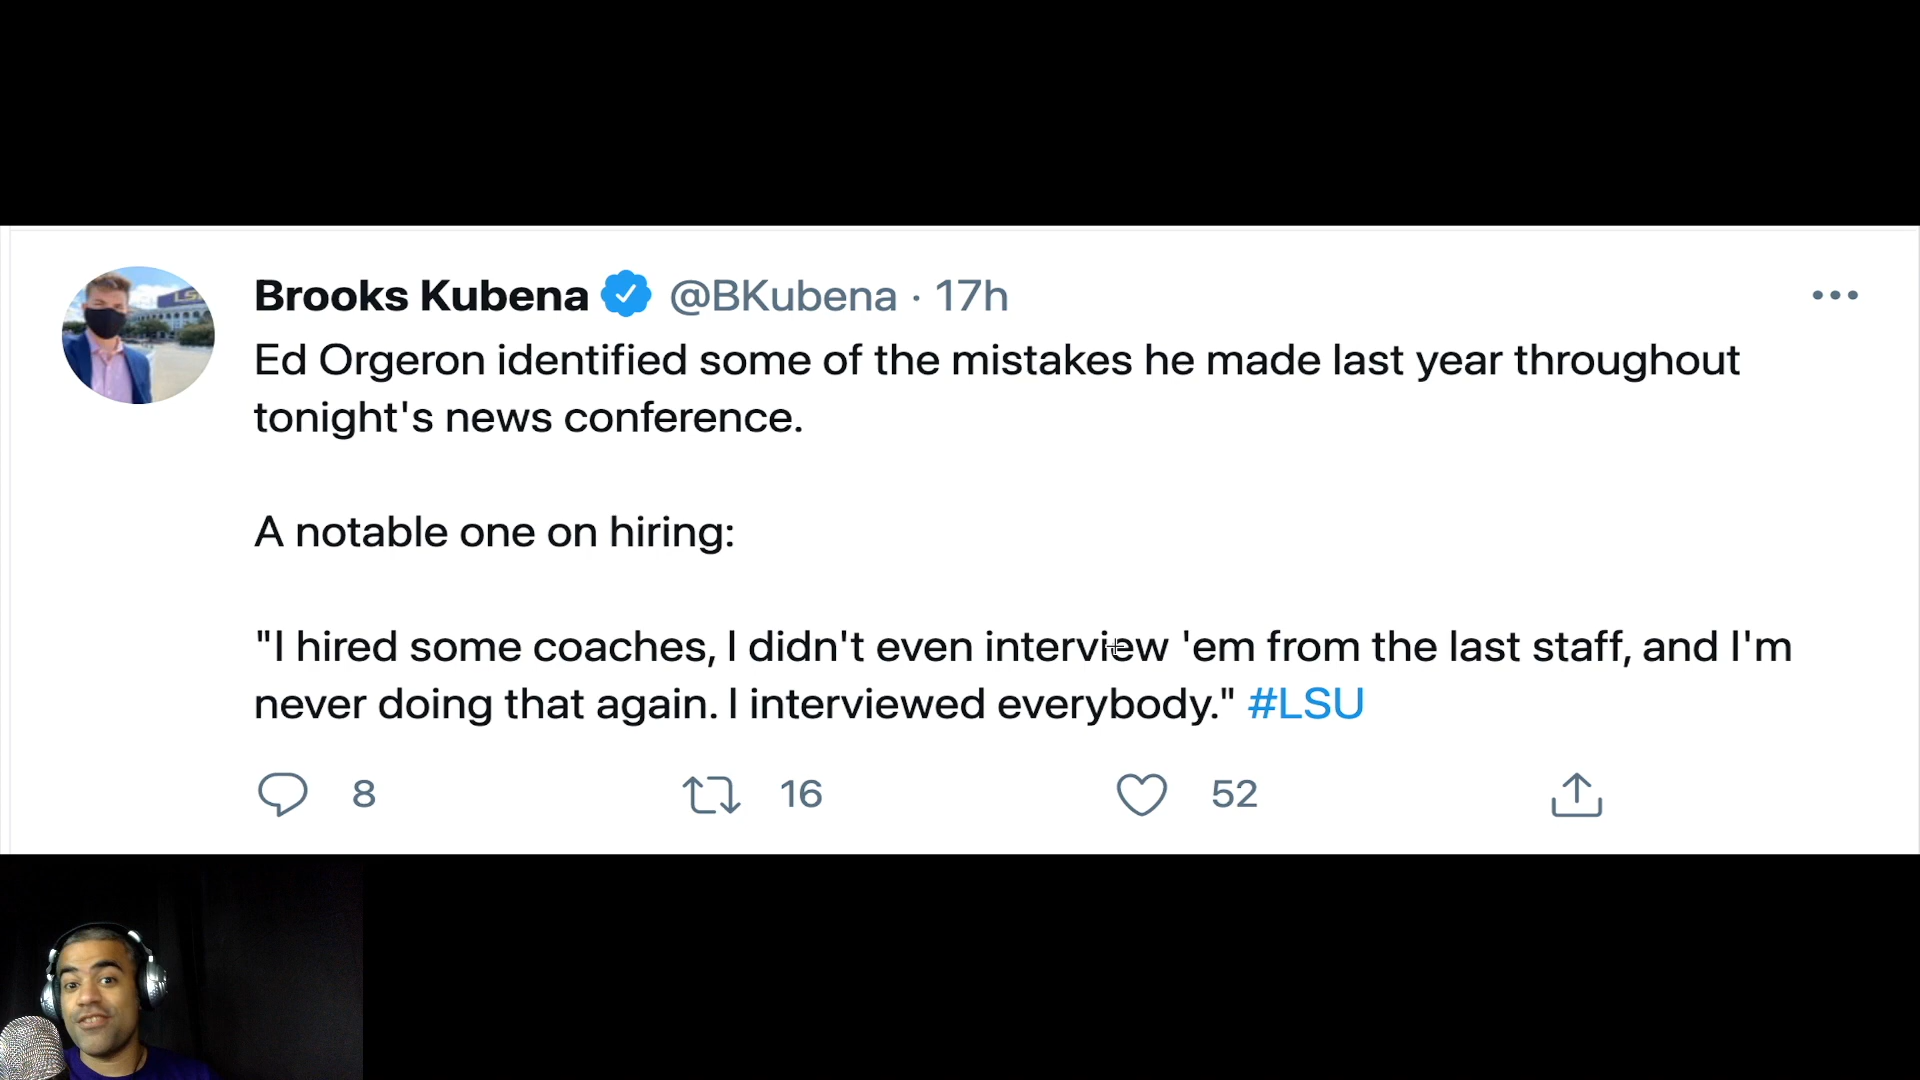 Brooks Kubena @BKubena · 17h
Ed Orgeron identified some of the mistakes he made last year throughout
tonight's news conference.
A notable one on hiring:
"I hired some coaches, I didn't even interview 'em from the last staff, and I'm
never doing that again. I interviewed everybody." #LSU
8 16 52